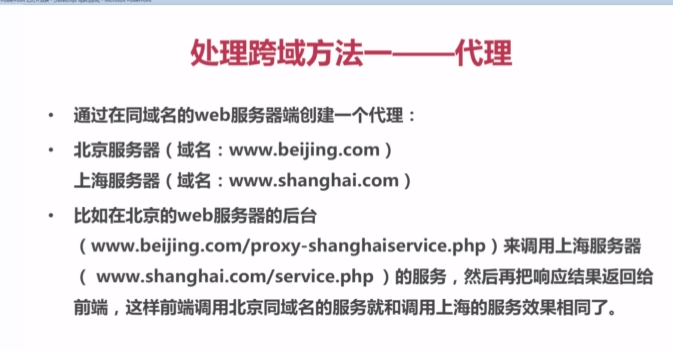 处理跨域方法一——代理
• 通过在同域名的web服务器端创建一个代理：
• 北京服务器（域名：www.beijing.com）
上海服务器（域名：www.shanghai.com）
• 比如在北京的web服务器的后台
（www.beijing.com/proxy-shanghaiservice.php）来调用上海服务器
（ www.shanghai.com/service.php ）的服务，然后再把响应结果返回给
前端，这样前端调用北京同域名的服务就和调用上海的服务效果相同了。